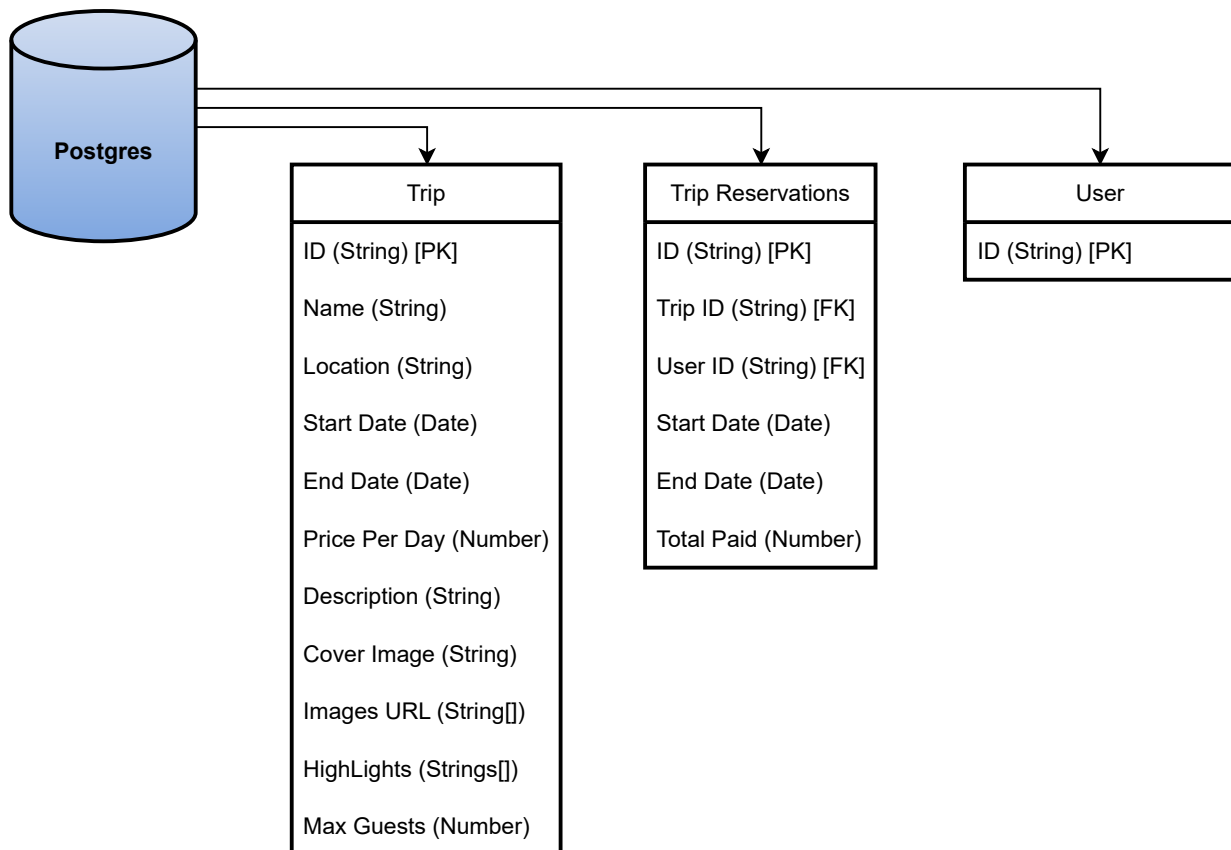 Postgres
Trip
ID (String) [PK]
Name (String)
Location (String)
Start Date (Date)
End Date (Date)
Price Per Day (Number)
Description (String)
Cover Image (String)
Images URL (String[])
HighLights (Strings[])
Max Guests (Number)
Trip Reservations
ID (String) [PK]
Trip ID (String) [FK]
User ID (String) [FK]
Start Date (Date)
End Date (Date)
Total Paid (Number)
User
ID (String) [PK]